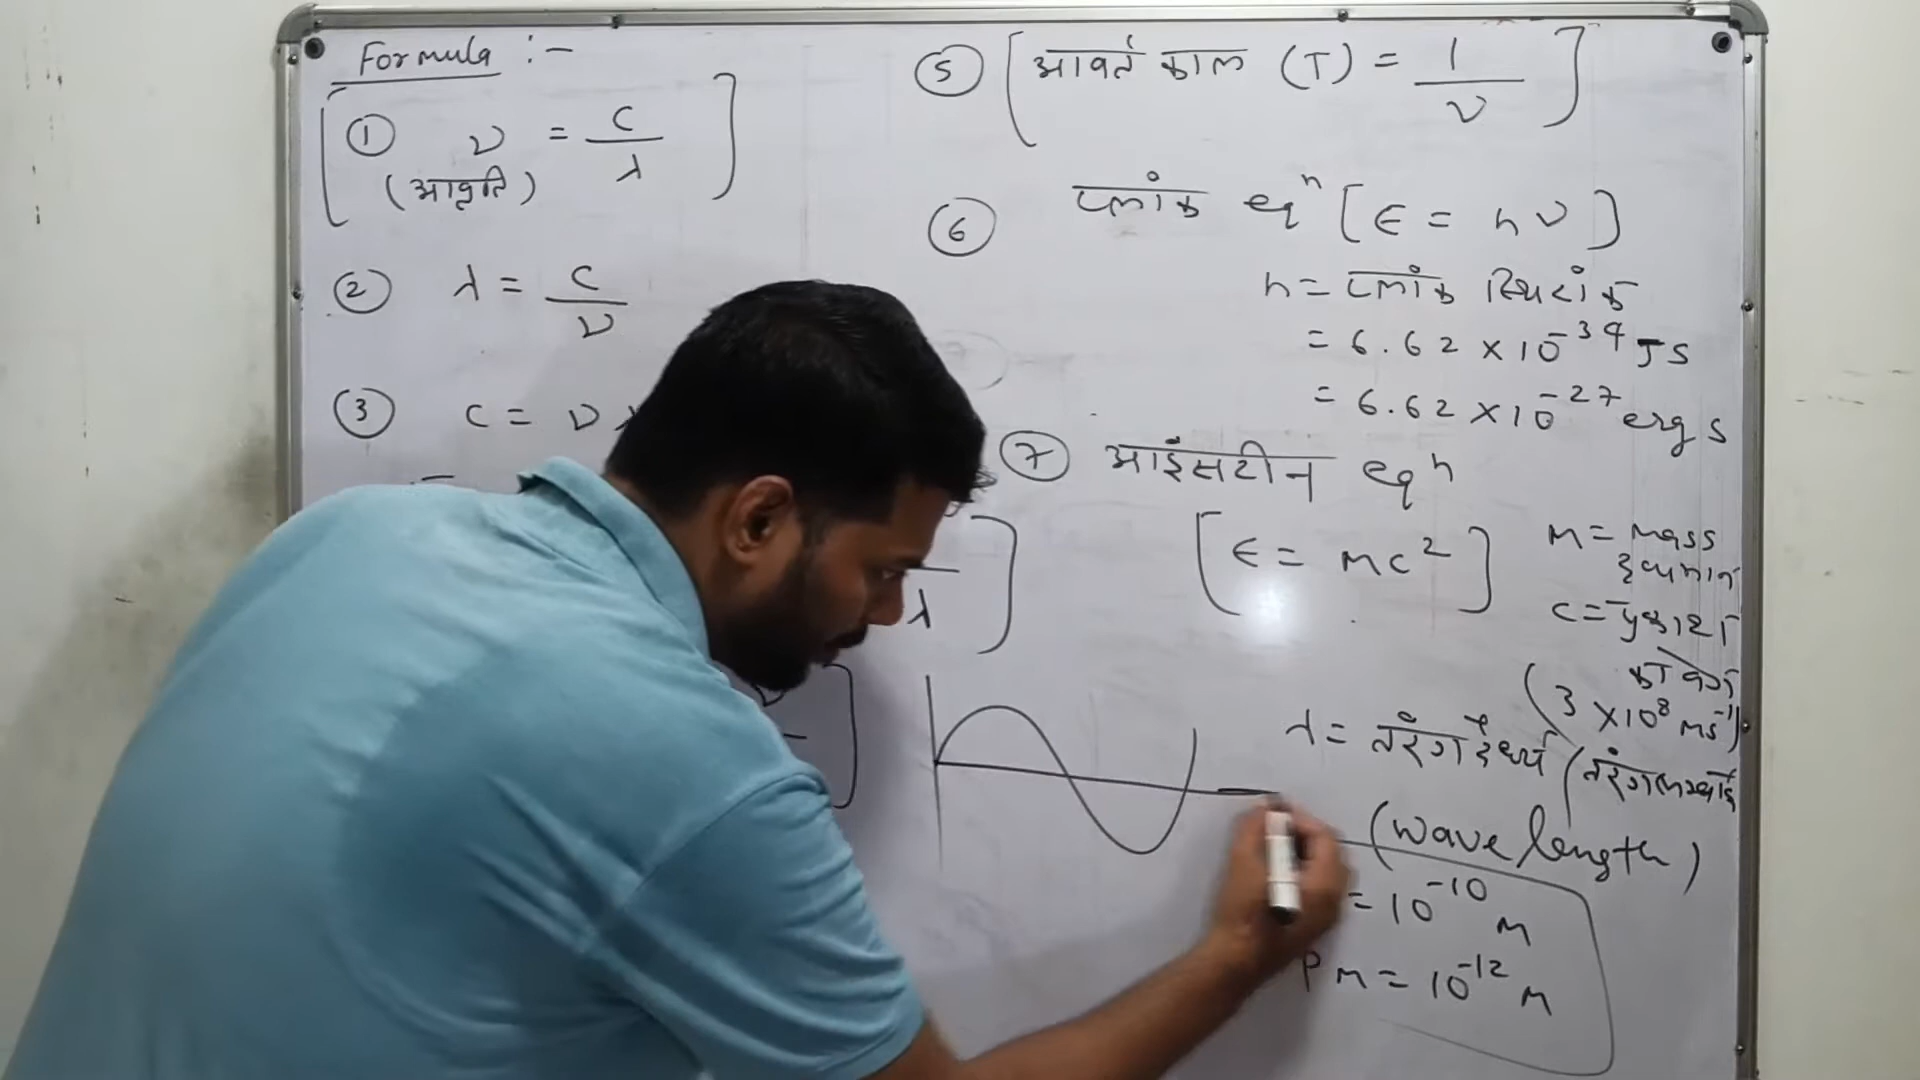 Formula :-
① ν = c/λ
(आवृति)
② λ = c/ν
③ c = ν
λ
⑤ [आवर्त काल (T) = 1/ν]
⑥ प्लांक eqⁿ [E = hν]
h = प्लांक स्थिरांक
= 6.62 × 10⁻³⁴ JS
= 6.62 × 10⁻²⁷ erg s
⑦ आइंसटीन eqⁿ
[E = mc²]
m = mass
द्रव्यमान
c = प्रकाश
का वेग
(3 × 10⁸ ms⁻¹)
λ = तरंगदैर्ध्य (तरंगलम्बाई
(wave length)
= 10⁻¹⁰ m
Pm = 10⁻¹² m